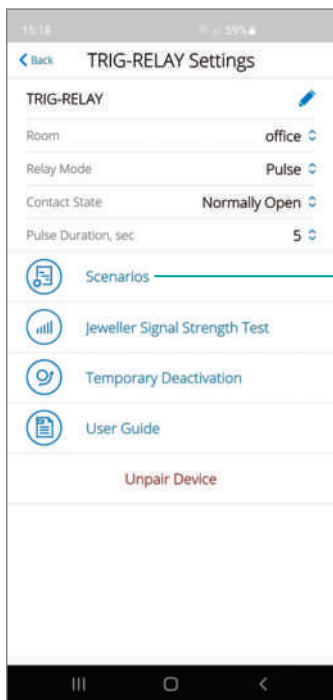 15:18 59%
Back TRIG-RELAY Settings
TRIG-RELAY
Room office
Relay Mode Pulse
Contact State Normally Open
Pulse Duration, sec 5
Scenarios
Jeweller Signal Strength Test
Temporary Deactivation
User Guide
Unpair Device